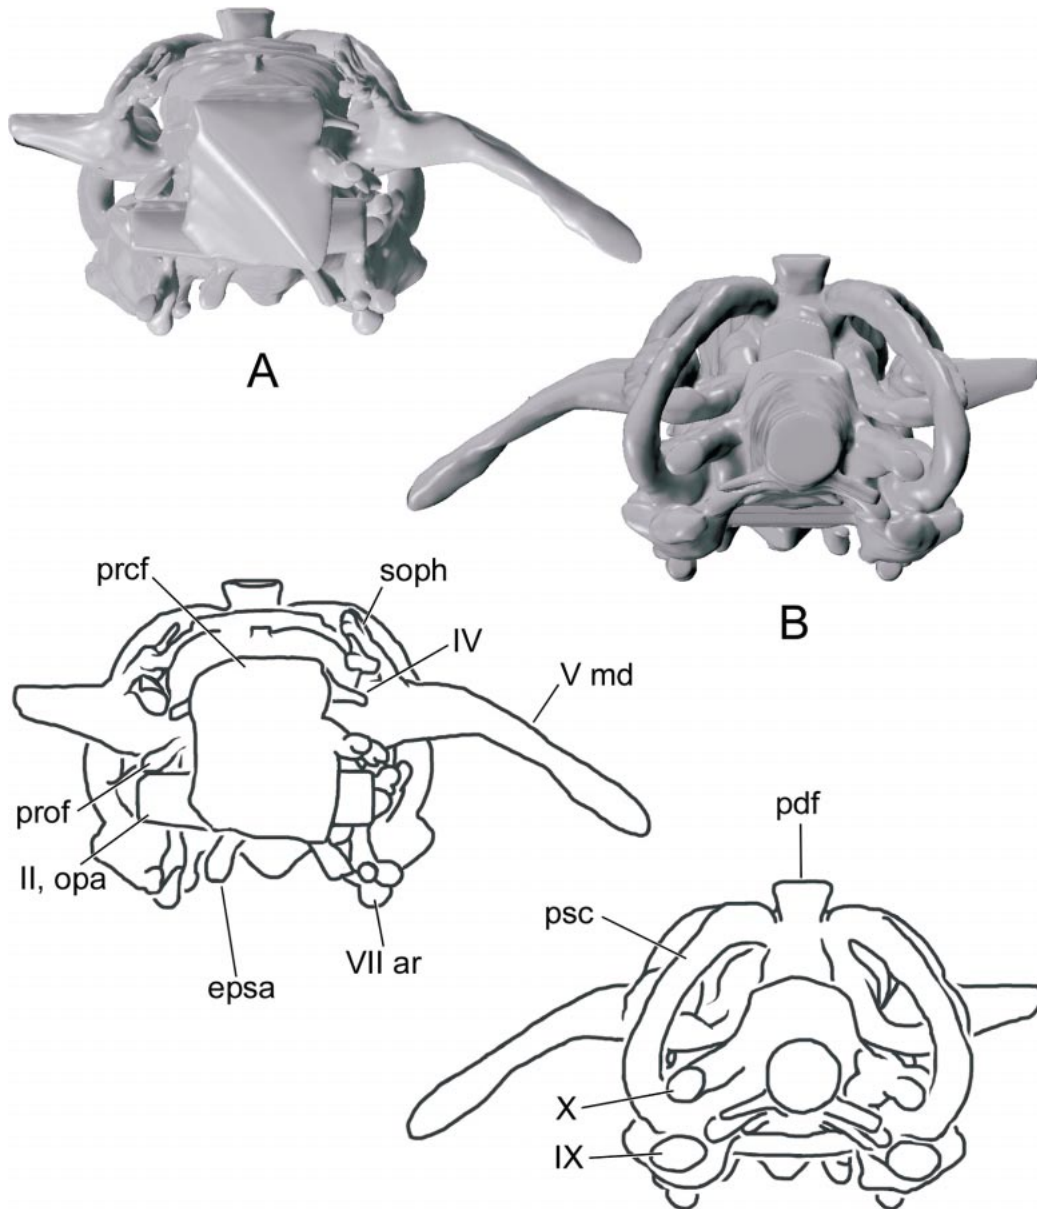 A
B
prcf
soph
IV
V md
prof
II, opa
epsa
VII ar
pdf
psc
X
IX